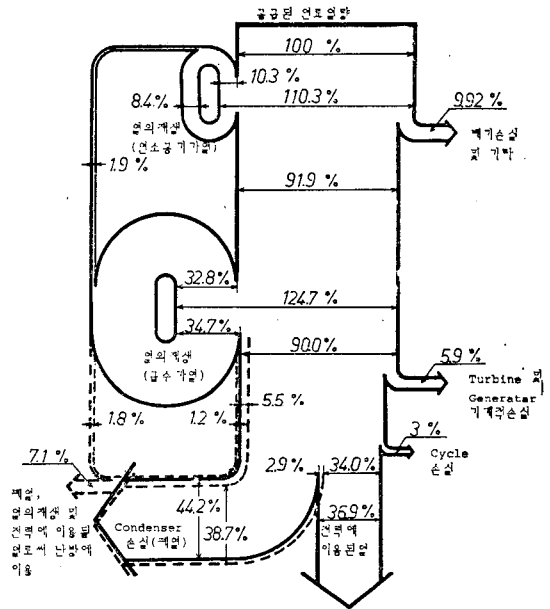 공급된 연료열량
100 %
10.3 %
8.4%
110.3 %
9.92 %
열의재생
(연소공기가열)
배기손실
및 기타
1.9 %
91.9 %
32.8%
124.7 %
34.7%
열의재생
(급수가열)
90.0%
5.9 %
Turbine 및
Generatar
기계적손실
5.5 %
1.8 %
1.2 %
3 %
Cycle
손실
7.1 %
2.9 %
34.0%
44.2%
36.9%
38.7%
폐열,
열의재생 및
전력에 이용된
열로써 난방에
이용
Condenser
손실(폐열)
전력에
이용된열